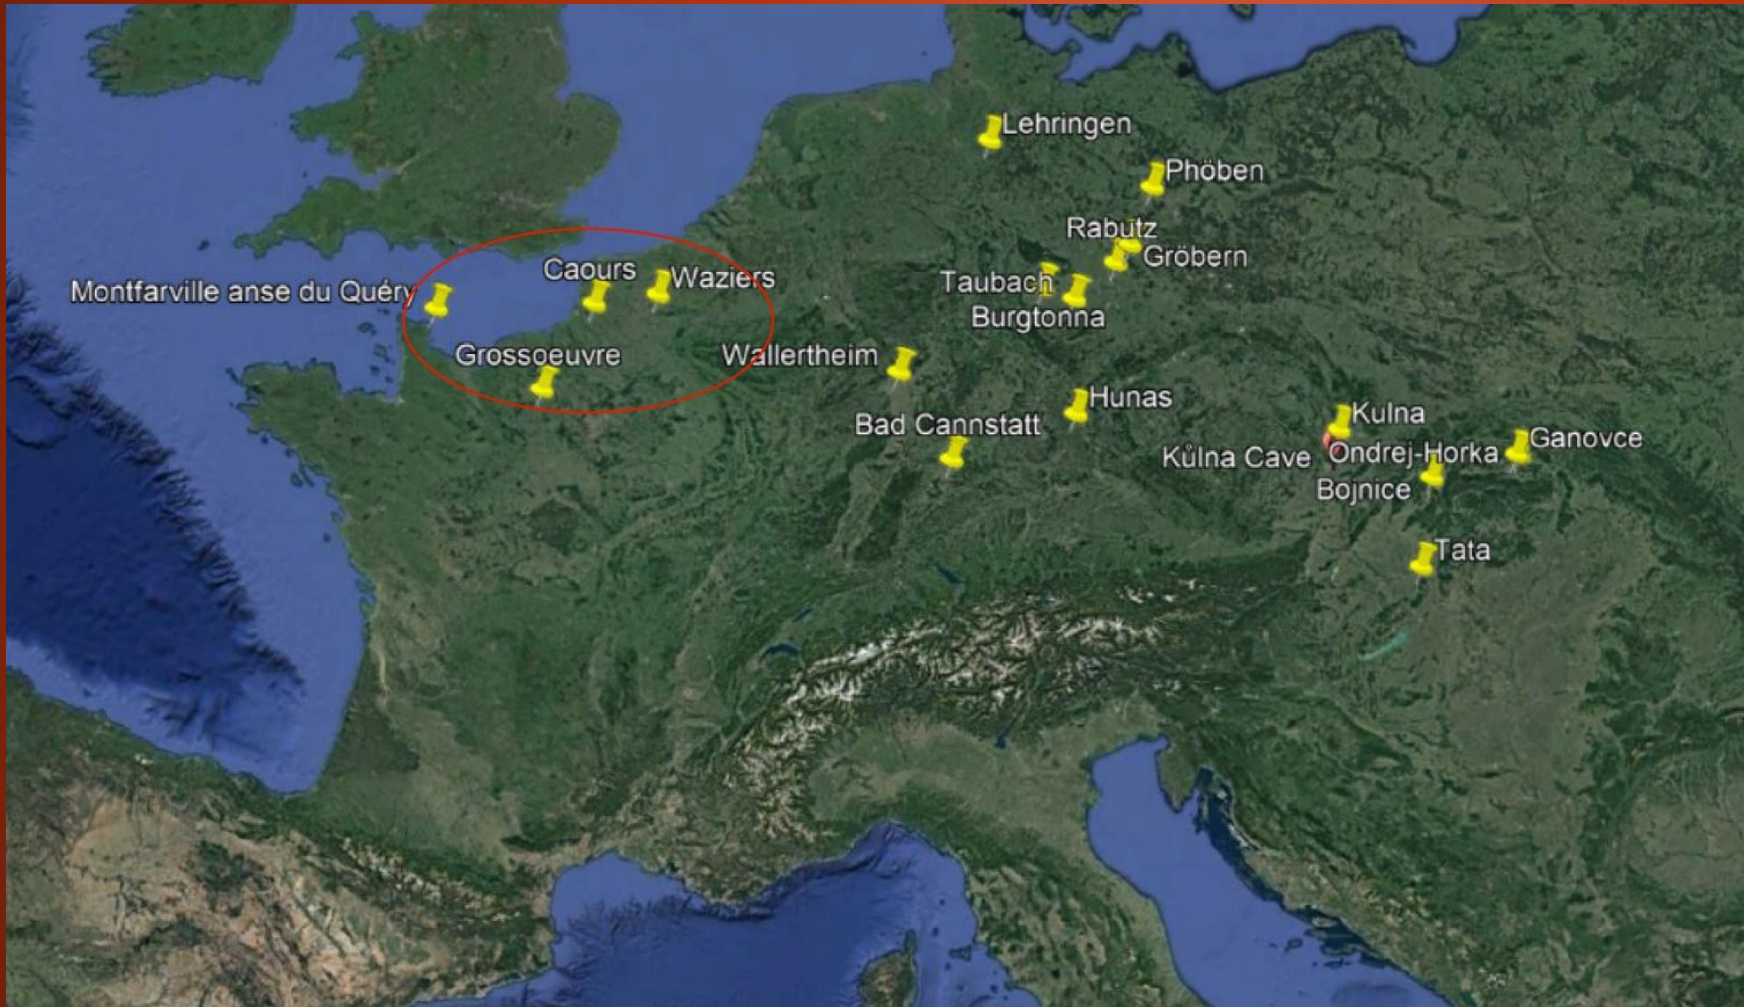 Lehringen
Phöben
Rabutz
Gröbern
Caours
Waziers
Taubach
Montfarville anse du Quéry
Burgtonna
Grossoeuvre
Wallertheim
Hunas
Kulna
Bad Cannstatt
Ganovce
Ondrej-Horka
Kůlna Cave
Bojnice
Tata